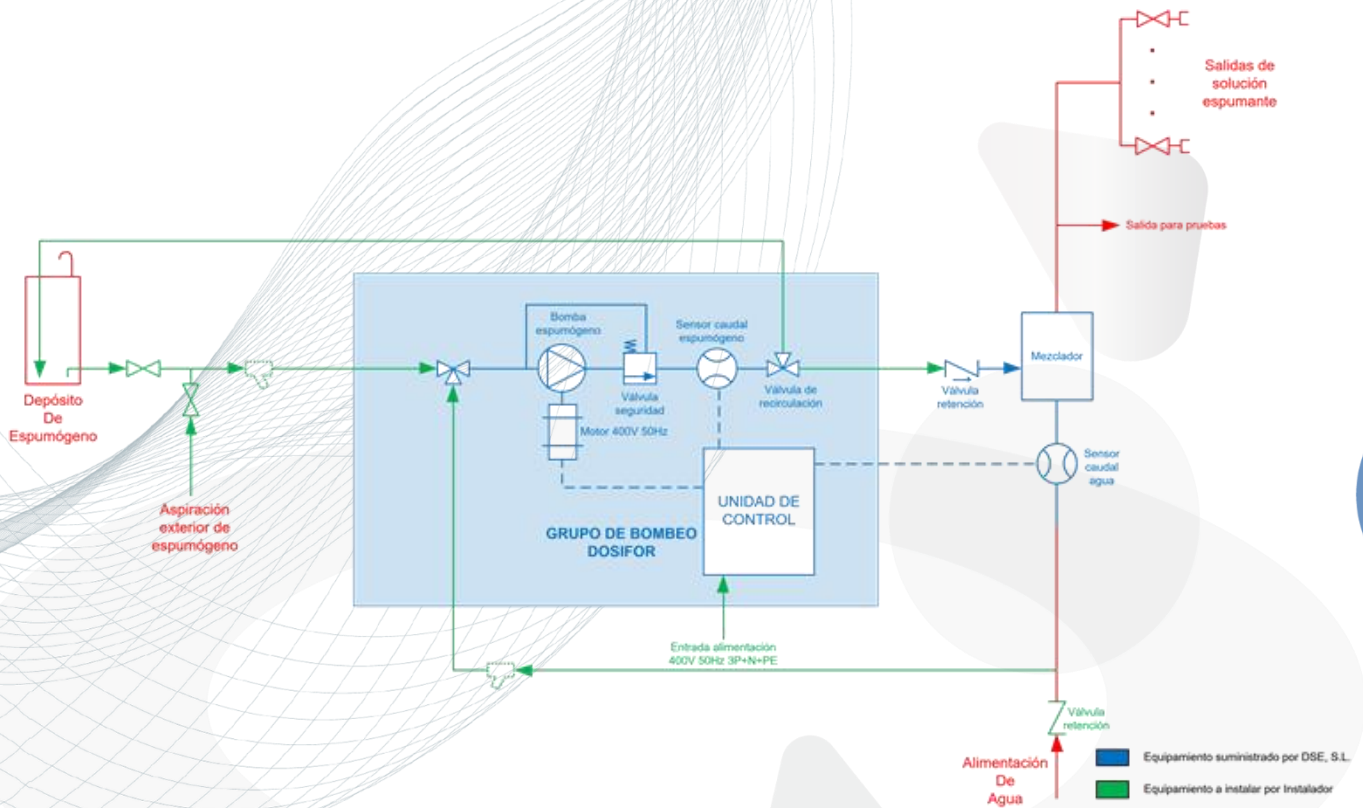 Salidas de
solución
espumante
Salida para pruebas
Bomba
espumógeno
Sensor caudal
espumógeno
Mezclador
Válvula
seguridad
Válvula de
recirculación
Válvula
retención
Depósito
De
Espumógeno
Motor 400V 50Hz
Sensor
caudal
agua
UNIDAD DE
CONTROL
Aspiración
exterior de
espumógeno
GRUPO DE BOMBEO
DOSIFOR
Entrada alimentación
400V 50Hz 3P+N+PE
Válvula
retención
Alimentación
De
Agua
Equipamiento suministrado por DSE, S.L.
Equipamiento a instalar por Instalador